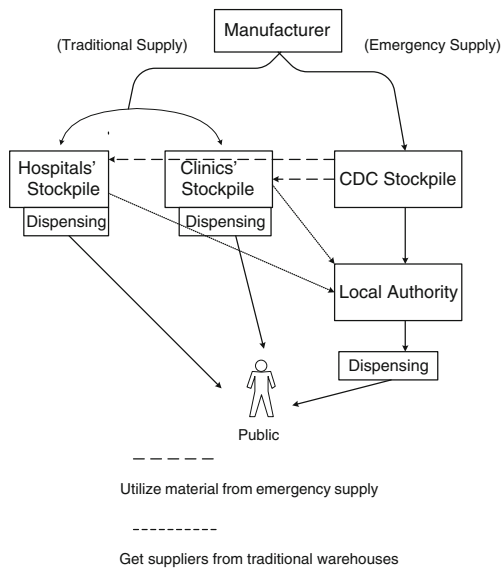 Manufacturer
(Traditional Supply)
(Emergency Supply)
Hospitals'
Stockpile
Dispensing
Clinics'
Stockpile
Dispensing
CDC Stockpile
Local Authority
Dispensing
Public
Utilize material from emergency supply
Get suppliers from traditional warehouses